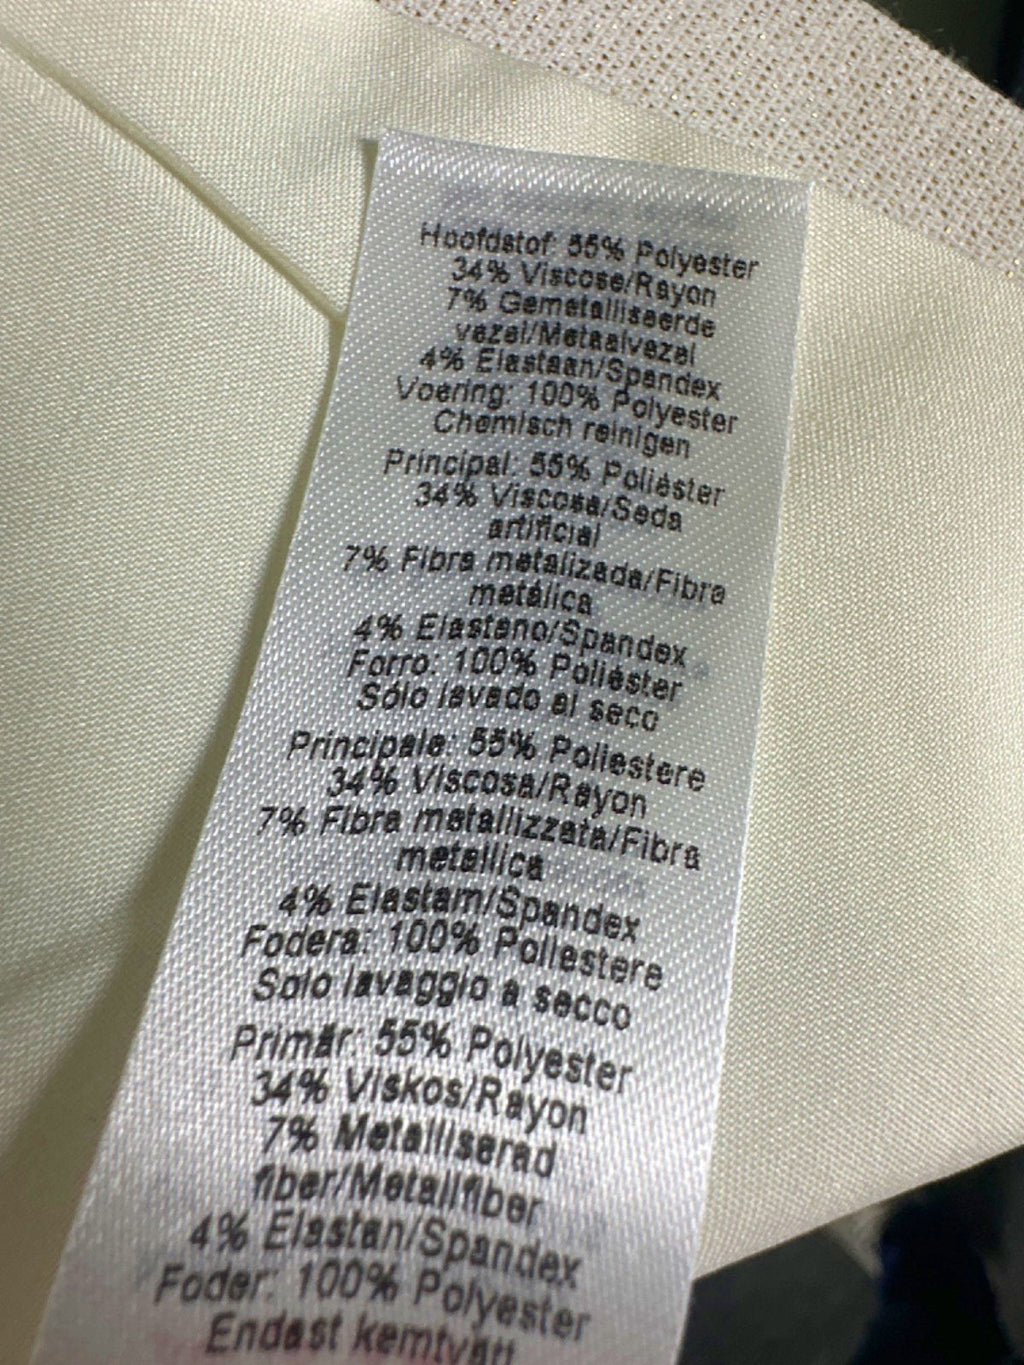 Hoofdstof: 55% Polyester
34% Viscose/Rayon
7% Gemetalliseerde
vezel/Metaalvezel
4% Elastaan/Spandex
Voering: 100% Polyester
Chemisch reinigen
Principal: 55% Poliéster
34% Viscosa/Seda
artificial
7% Fibra metalizada/Fibra
metálica
4% Elastano/Spandex
Forro: 100% Poliéster
Sólo lavado al seco
Principale: 55% Poliestere
34% Viscosa/Rayon
7% Fibra metallizzata/Fibra
metallica
4% Elastam/Spandex
Fodera: 100% Poliestere
Solo lavaggio a secco
Primär: 55% Polyester
34% Viskos/Rayon
7% Metalliserad
fiber/Metallfiber
4% Elastan/Spandex
Foder: 100% Polyester
Endast kemtvätt